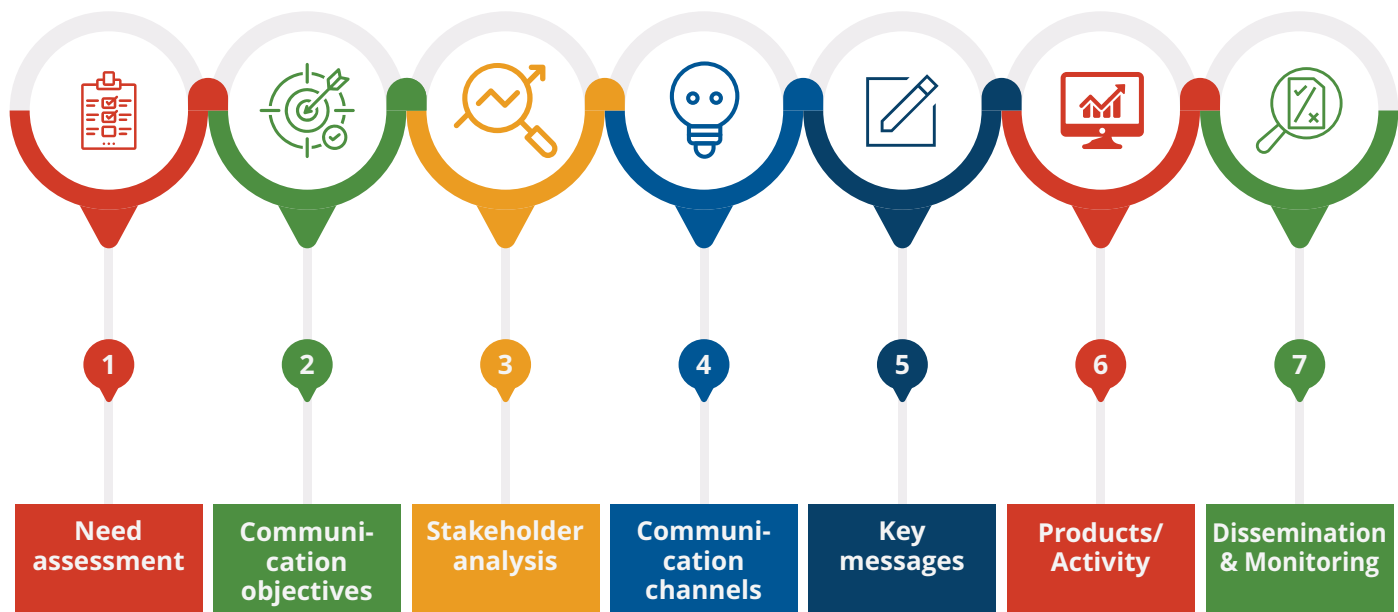 1
2
3
4
5
6
7
Need
assessment
Communi-
cation
objectives
Stakeholder
analysis
Communi-
cation
channels
Key
messages
Products/
Activity
Dissemination
& Monitoring